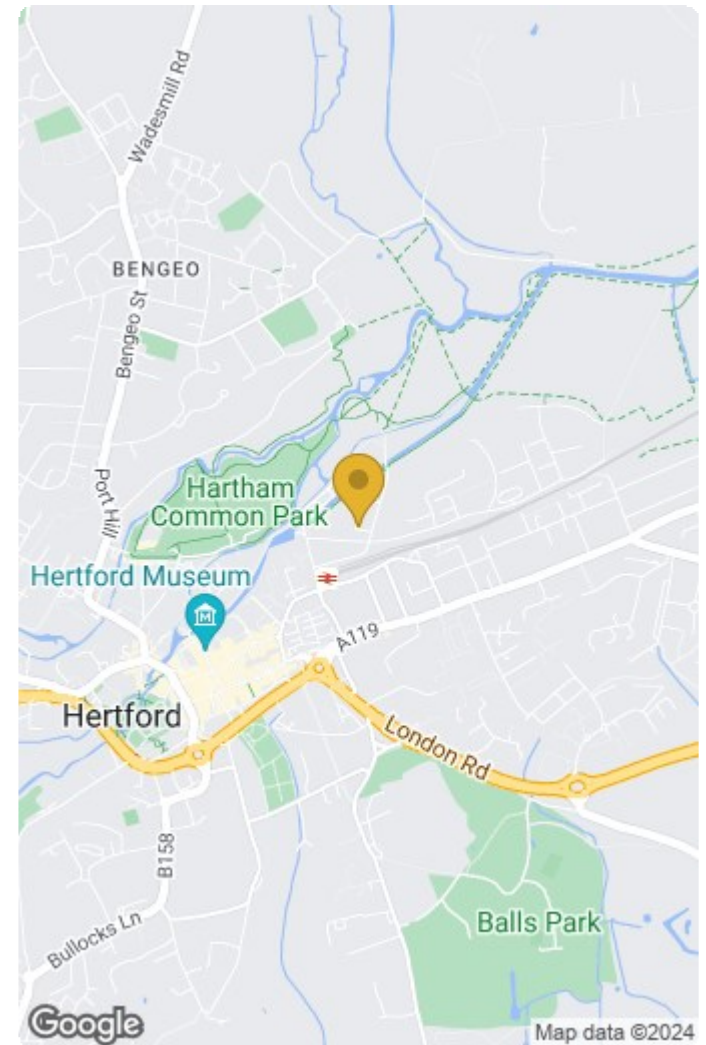 Wadesmill Rd
BENGEO
Bengeo St
Port Hill
Hartham
Common Park
Hertford Museum
M
A119
Hertford
London Rd
B158
Bullocks Ln
Balls Park
Google
Map data ©2024